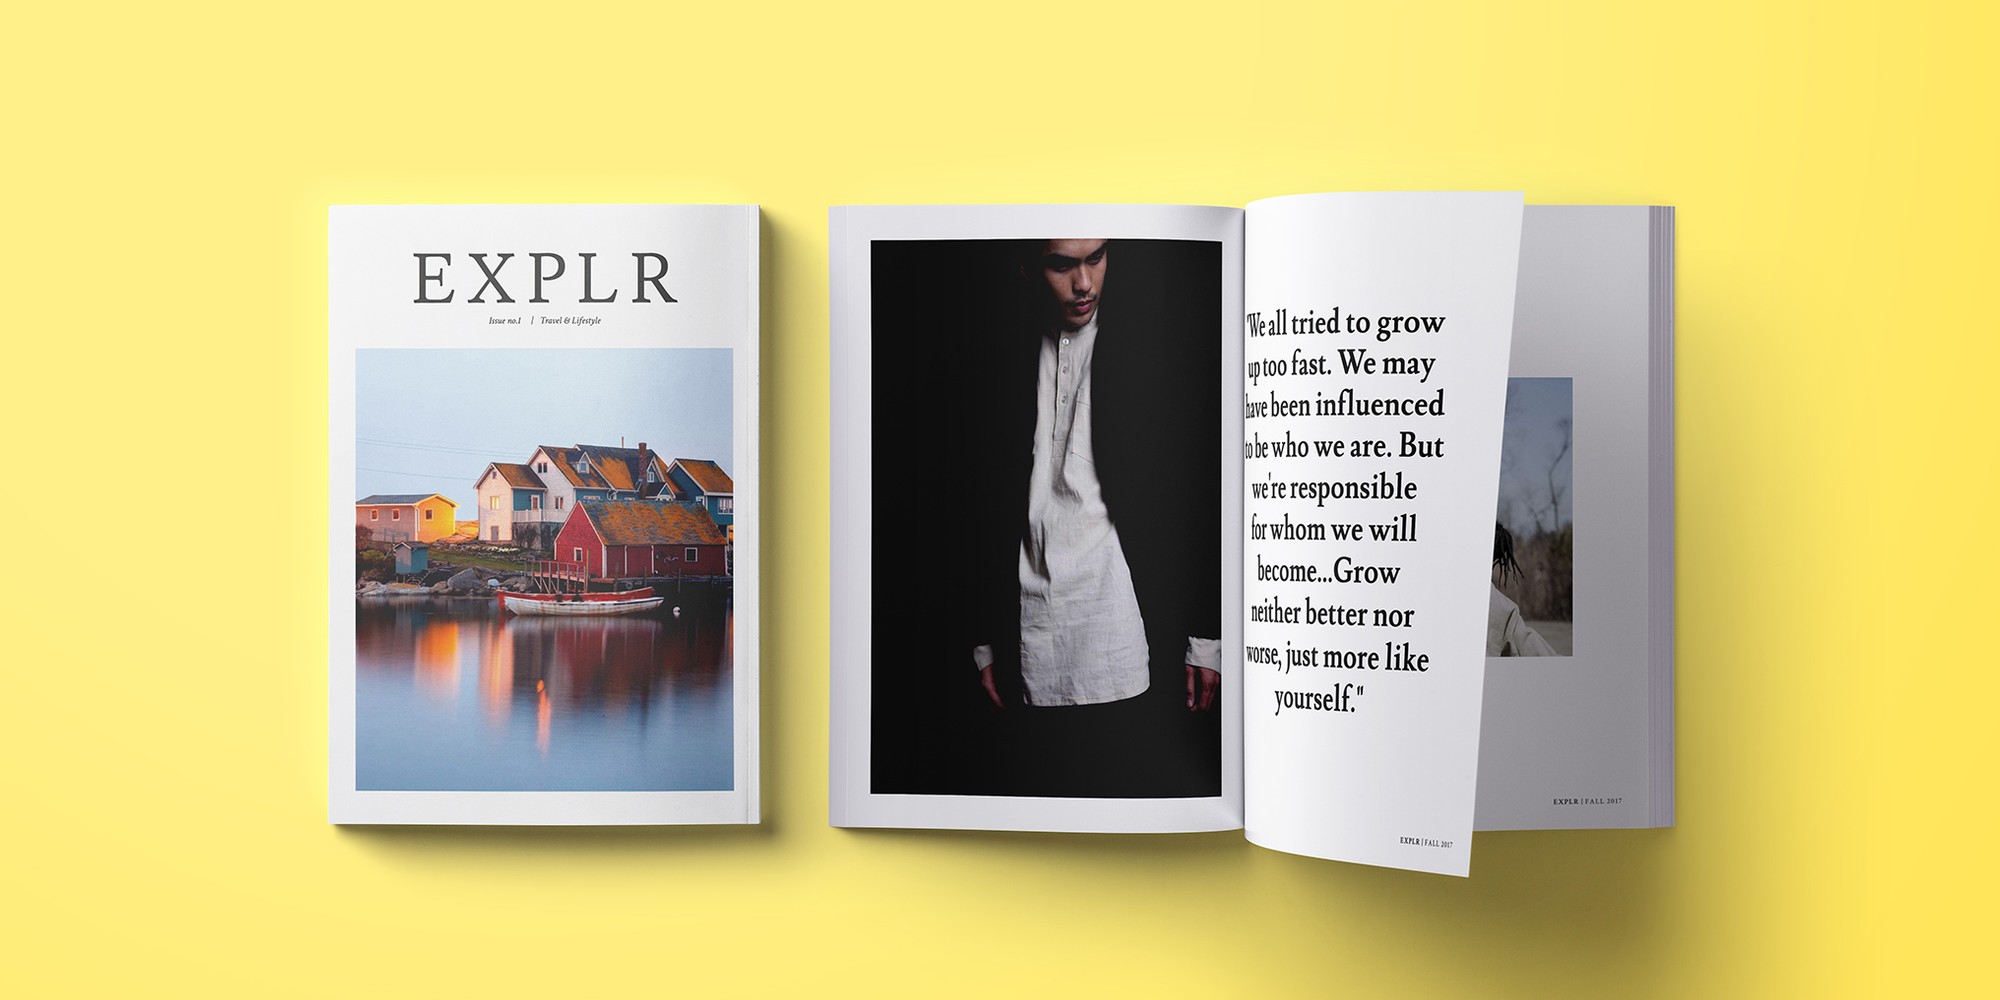 EXPLR
Issue no.1 | Travel & Lifestyle
"We all tried to grow
up too fast. We may
have been influenced
to be who we are. But
we're responsible
for whom we will
become...Grow
neither better nor
worse, just more like
yourself."
EXPLR | FALL 2017
EXPLR | FALL 2017